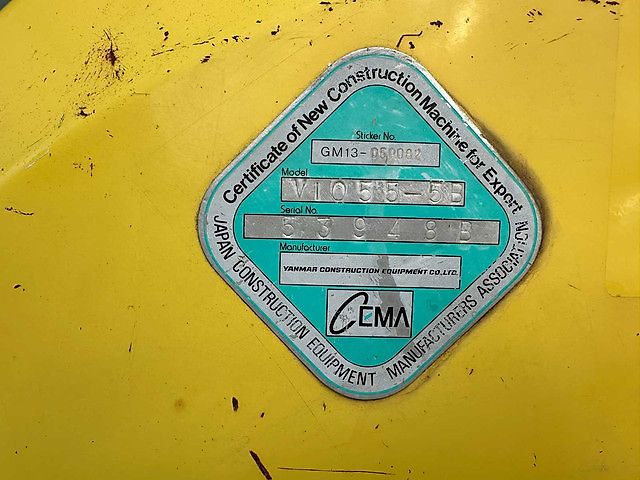 Certificate of New Construction Machine for Export
Sticker No.
GM13-050082
Model
VIO55-5B
Serial No.
53948B
Manufacturer
YANMAR CONSTRUCTION EQUIPMENT CO.,LTD.
CEMA
JAPAN CONSTRUCTION EQUIPMENT MANUFACTURERS ASSOCIATION